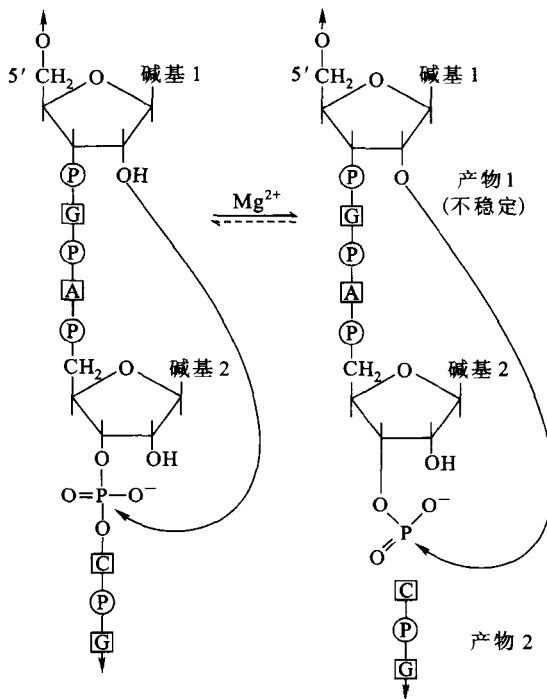 O
5′ CH₂ O 碱基1
P OH
G
P
A
P
CH₂ O 碱基2
O OH
O=P—O⁻
O
C
P
G
Mg²⁺
O
5′ CH₂ O 碱基1
P O
产物1
(不稳定)
G
P
A
P
CH₂ O 碱基2
OH
O O⁻
P
O
C
P
G
产物2